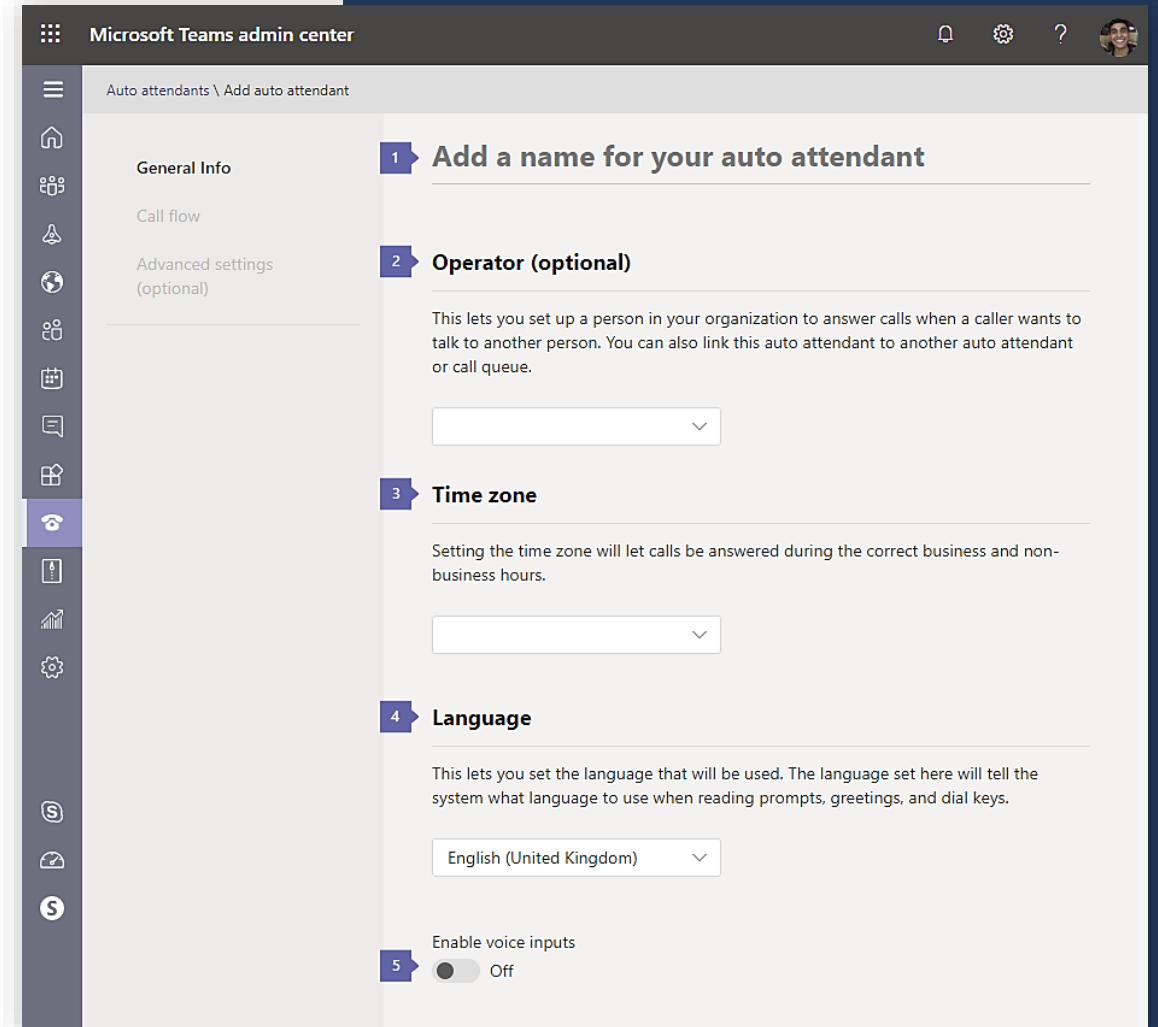 Microsoft Teams admin center
?
Auto attendants \ Add auto attendant
General Info
Call flow
Advanced settings
(optional)
1
Add a name for your auto attendant
2
Operator (optional)
This lets you set up a person in your organization to answer calls when a caller wants to
talk to another person. You can also link this auto attendant to another auto attendant
or call queue.
3
Time zone
Setting the time zone will let calls be answered during the correct business and non-
business hours.
4
Language
This lets you set the language that will be used. The language set here will tell the
system what language to use when reading prompts, greetings, and dial keys.
English (United Kingdom)
Enable voice inputs
5
Off